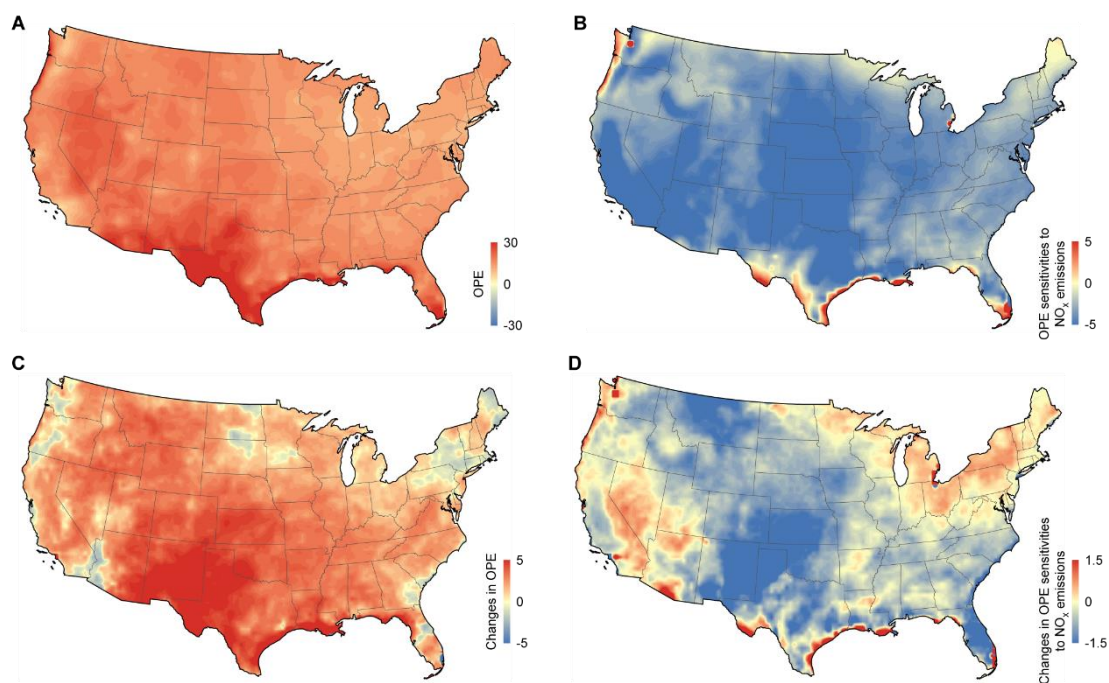 A
30
0
-30
OPE
B
5
0
-5
OPE sensitivities to
NOx emissions
C
5
0
-5
Changes in OPE
D
1.5
0
-1.5
Changes in OPE sensitivities
to NOx emissions